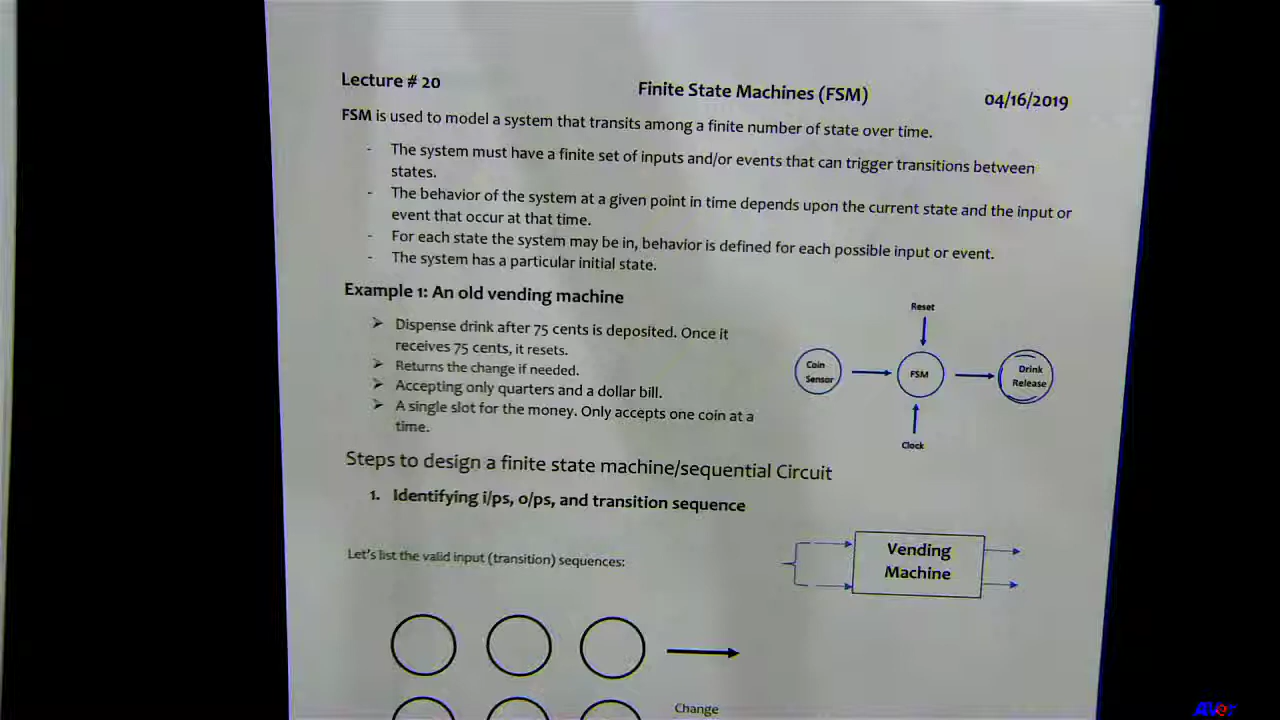 Lecture # 20 Finite State Machines (FSM) 04/16/2019
FSM is used to model a system that transits among a finite number of state over time.
- The system must have a finite set of inputs and/or events that can trigger transitions between
states.
- The behavior of the system at a given point in time depends upon the current state and the input or
event that occur at that time.
- For each state the system may be in, behavior is defined for each possible input or event.
- The system has a particular initial state.
Example 1: An old vending machine
➢ Dispense drink after 75 cents is deposited. Once it
receives 75 cents, it resets.
➢ Returns the change if needed.
➢ Accepting only quarters and a dollar bill.
➢ A single slot for the money. Only accepts one coin at a
time.
Reset
Coin
Sensor
FSM
Drink
Release
Clock
Steps to design a finite state machine/sequential Circuit
1. Identifying i/ps, o/ps, and transition sequence
Let's list the valid input (transition) sequences:
Vending
Machine
Change
AVer